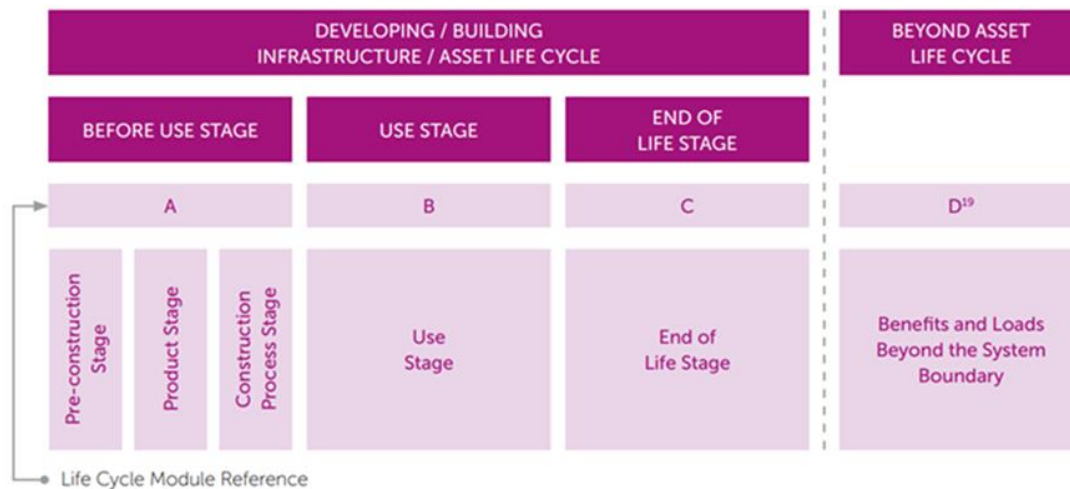 DEVELOPING / BUILDING
INFRASTRUCTURE / ASSET LIFE CYCLE
BEYOND ASSET
LIFE CYCLE
BEFORE USE STAGE
USE STAGE
END OF
LIFE STAGE
A
B
C
D¹⁹
Pre-construction
Stage
Product Stage
Construction
Process Stage
Use
Stage
End of
Life Stage
Benefits and Loads
Beyond the System
Boundary
Life Cycle Module Reference